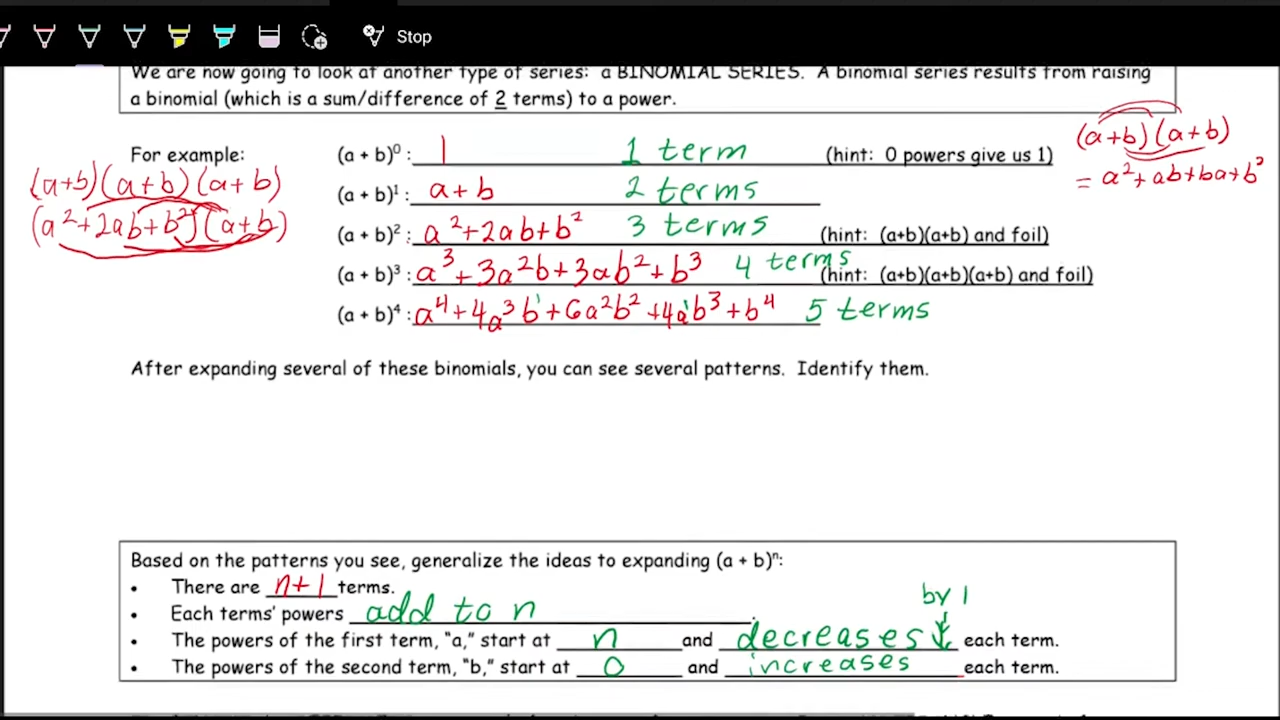 Stop
We are now going to look at another type of series: a BINOMIAL SERIES. A binomial series results from raising
a binomial (which is a sum/difference of 2 terms) to a power.
For example:
(a+b)(a+b)(a+b)
(a²+2ab+b²)(a+b)
(a + b)⁰: 1 1 term (hint: 0 powers give us 1)
(a + b)¹: a+b 2 terms
(a + b)²: a²+2ab+b² 3 terms (hint: (a+b)(a+b) and foil)
(a + b)³: a³+3a²b+3ab²+b³ 4 terms (hint: (a+b)(a+b)(a+b) and foil)
(a + b)⁴: a⁴+4a³b¹+6a²b²+4a¹b³+b⁴ 5 terms
(a+b)(a+b)
= a²+ab+ba+b²
After expanding several of these binomials, you can see several patterns. Identify them.
Based on the patterns you see, generalize the ideas to expanding (a + b)ⁿ:
• There are n+1 terms.
• Each terms' powers add to n.
by 1
• The powers of the first term, "a," start at n and decreases ↓ each term.
• The powers of the second term, "b," start at 0 and increases each term.